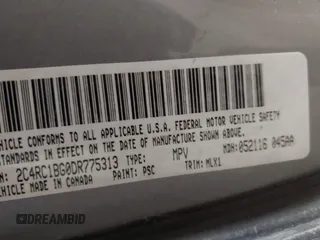 VEHICLE CONFORMS TO ALL APPLICABLE U.S.A. FEDERAL MOTOR VEHICLE SAFETY
STANDARDS IN EFFECT ON THE DATE OF MANUFACTURE SHOWN ABOVE
2C4RC1BG0DR775313 TYPE: MPV MDH: 052116 045AA
MADE IN CANADA PAINT: PSC TRIM: MLX1
© DREAMBID